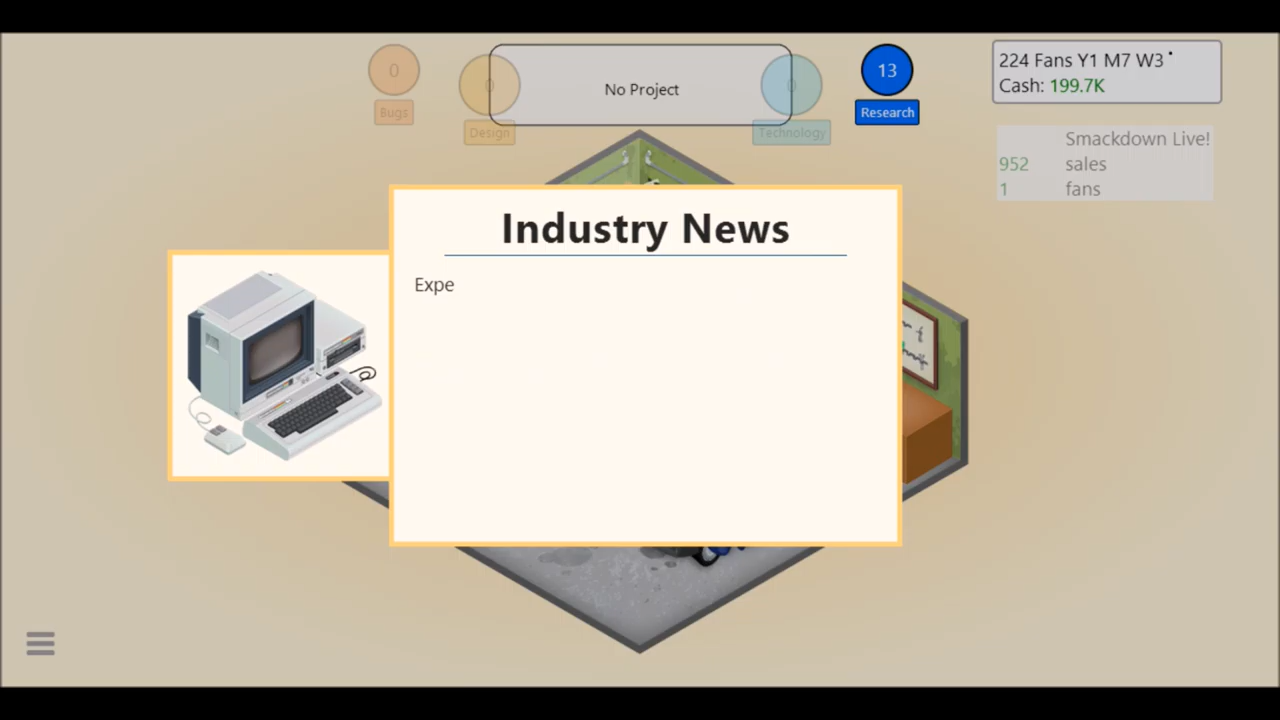 0
Bugs
0
Design
No Project
0
Technology
13
Research
224 Fans Y1 M7 W3
Cash: 199.7K
Smackdown Live!
952 sales
1 fans
Industry News
Expe